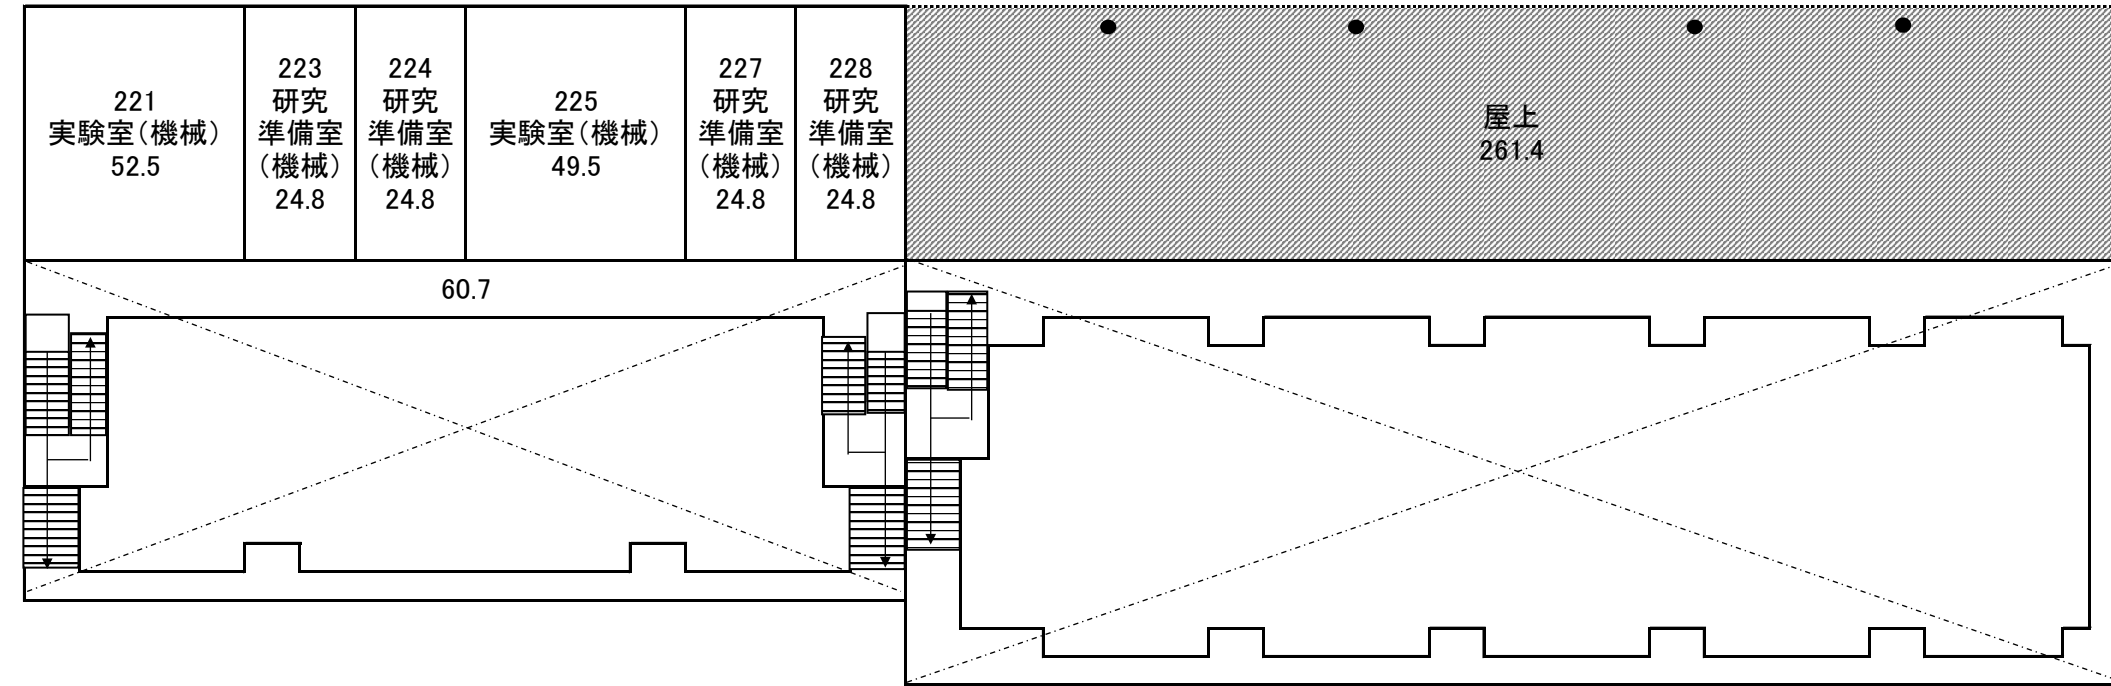 221
実験室(機械)
52.5
223
研究
準備室
(機械)
24.8
224
研究
準備室
(機械)
24.8
225
実験室(機械)
49.5
227
研究
準備室
(機械)
24.8
228
研究
準備室
(機械)
24.8
屋上
261.4
60.7